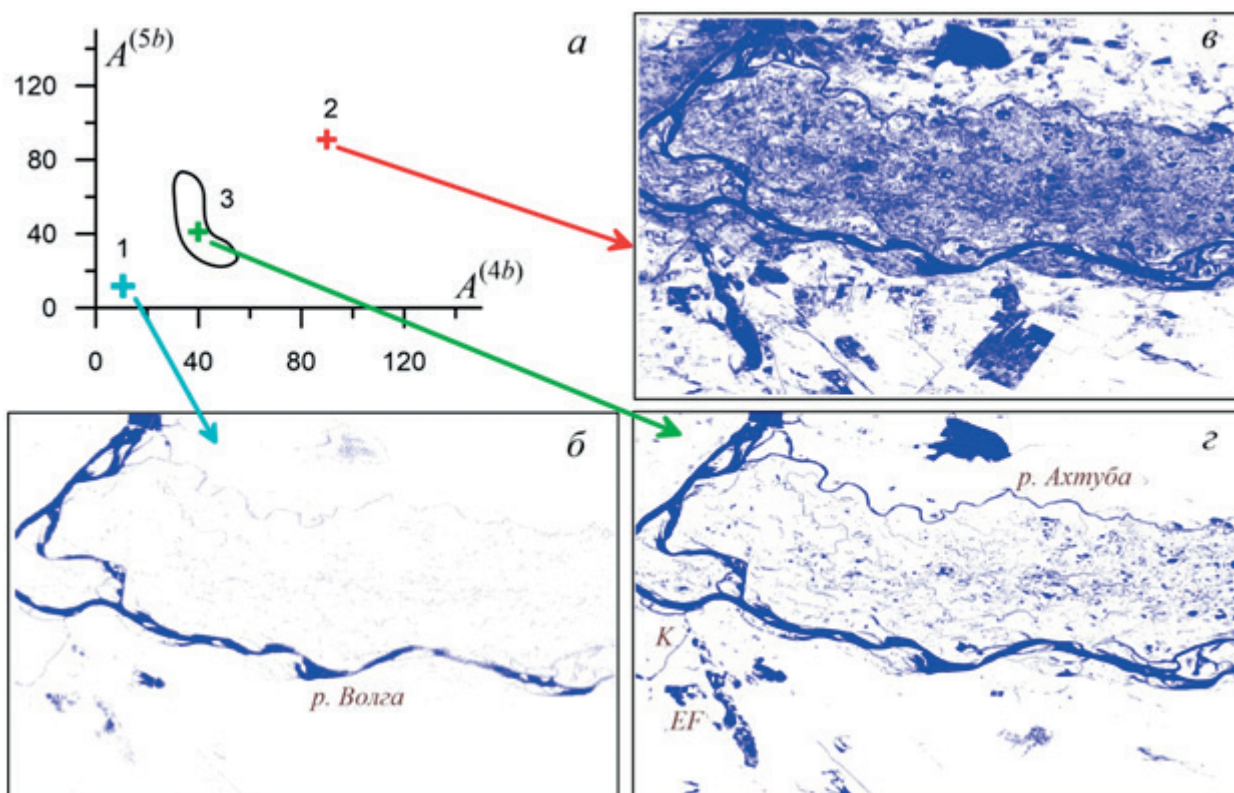 A^(5b)
а
в
120
2
80
3
40
1
A^(4b)
0
0 40 80 120
б
г
р. Ахтуба
K
р. Волга
EF